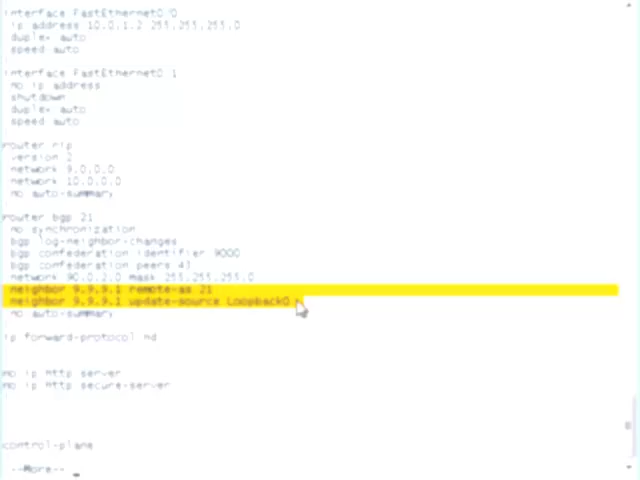 interface FastEthernet0/0
ip address 10.0.1.2 255.255.255.0
duplex auto
speed auto
interface FastEthernet0/1
no ip address
shutdown
duplex auto
speed auto
router rip
version 2
network 9.0.0.0
network 10.0.0.0
no auto-summary
router bgp 21
no synchronization
bgp log-neighbor-changes
bgp confederation identifier 9000
bgp confederation peers 41
network 90.0.2.0 mask 255.255.255.0
neighbor 9.9.9.1 remote-as 21
neighbor 9.9.9.1 update-source Loopback0
no auto-summary
ip forward-protocol nd
no ip http server
no ip http secure-server
control-plane
--More--